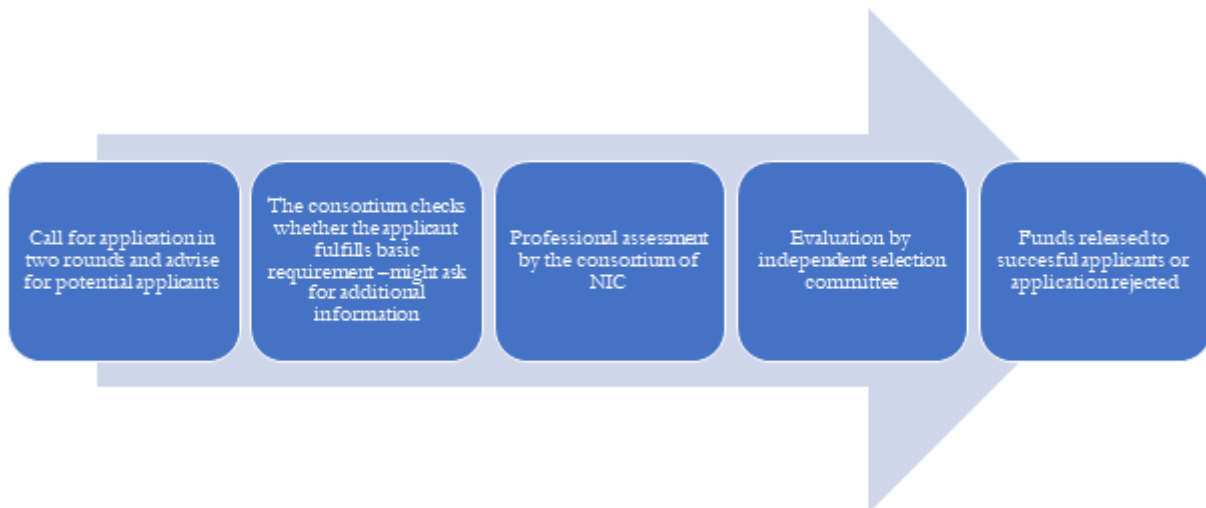 Call for application in
two rounds and advise
for potential applicants
The consortium checks
whether the applicant
fulfills basic
requirement –might ask
for additional
information
Professional assessment
by the consortium of
NIC
Evaluation by
independent selection
committee
Funds released to
succesful applicants or
application rejected